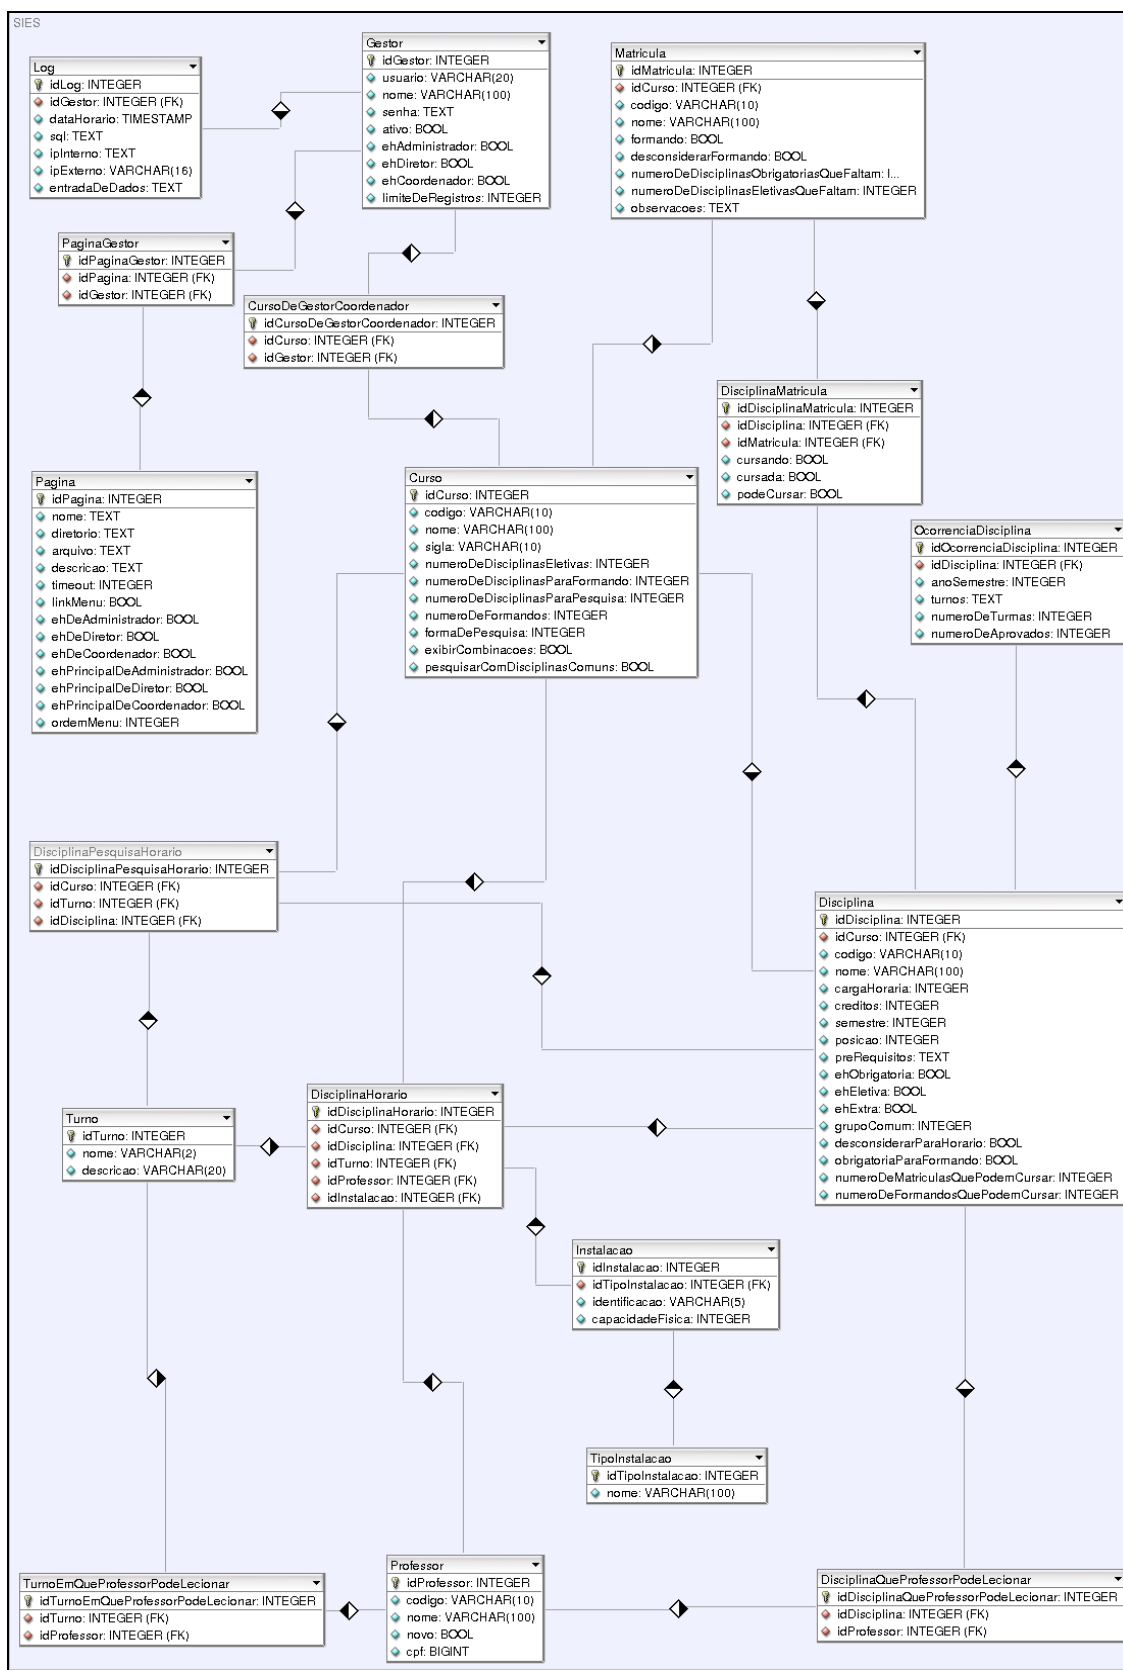 SIES
Gestor
idGestor: INTEGER
usuario: VARCHAR(20)
nome: VARCHAR(100)
senha: TEXT
ativo: BOOL
ehAdministrador: BOOL
ehDiretor: BOOL
ehCoordenador: BOOL
limiteDeRegistros: INTEGER
Matricula
idMatricula: INTEGER
idCurso: INTEGER (FK)
codigo: VARCHAR(10)
nome: VARCHAR(100)
formando: BOOL
desconsiderarFormando: BOOL
numeroDeDisciplinasObrigatoriasQueFaltam: I...
numeroDeDisciplinasEletivasQueFaltam: INTEGER
observacoes: TEXT
Log
idLog: INTEGER
idGestor: INTEGER (FK)
dataHorario: TIMESTAMP
sql: TEXT
ipInterno: TEXT
ipExterno: VARCHAR(16)
entradaDeDados: TEXT
PaginaGestor
idPaginaGestor: INTEGER
idPagina: INTEGER (FK)
idGestor: INTEGER (FK)
CursoDeGestorCoordenador
idCursoDeGestorCoordenador: INTEGER
idCurso: INTEGER (FK)
idGestor: INTEGER (FK)
DisciplinaMatricula
idDisciplinaMatricula: INTEGER
idDisciplina: INTEGER (FK)
idMatricula: INTEGER (FK)
cursando: BOOL
cursada: BOOL
podeCursar: BOOL
Pagina
idPagina: INTEGER
nome: TEXT
diretorio: TEXT
arquivo: TEXT
descricao: TEXT
timeout: INTEGER
linkMenu: BOOL
ehDeAdministrador: BOOL
ehDeDiretor: BOOL
ehDeCoordenador: BOOL
ehPrincipalDeAdministrador: BOOL
ehPrincipalDeDiretor: BOOL
ehPrincipalDeCoordenador: BOOL
ordemMenu: INTEGER
Curso
idCurso: INTEGER
codigo: VARCHAR(10)
nome: VARCHAR(100)
sigla: VARCHAR(10)
numeroDeDisciplinasEletivas: INTEGER
numeroDeDisciplinasParaFormando: INTEGER
numeroDeDisciplinasParaPesquisa: INTEGER
numeroDeFormandos: INTEGER
formaDePesquisa: INTEGER
exibirCombinacoes: BOOL
pesquisarComDisciplinasComuns: BOOL
OcorrenciaDisciplina
idOcorrenciaDisciplina: INTEGER
idDisciplina: INTEGER (FK)
anoSemestre: INTEGER
turnos: TEXT
numeroDeTurmas: INTEGER
numeroDeAprovados: INTEGER
DisciplinaPesquisaHorario
idDisciplinaPesquisaHorario: INTEGER
idCurso: INTEGER (FK)
idTurno: INTEGER (FK)
idDisciplina: INTEGER (FK)
Disciplina
idDisciplina: INTEGER
idCurso: INTEGER (FK)
codigo: VARCHAR(10)
nome: VARCHAR(100)
cargaHoraria: INTEGER
creditos: INTEGER
semestre: INTEGER
posicao: INTEGER
preRequisitos: TEXT
ehObrigatoria: BOOL
ehEletiva: BOOL
ehExtra: BOOL
grupoComum: INTEGER
desconsiderarParaHorario: BOOL
obrigatoriaParaFormando: BOOL
numeroDeMatriculasQuePodemCursar: INTEGER
numeroDeFormandosQuePodemCursar: INTEGER
Turno
idTurno: INTEGER
nome: VARCHAR(2)
descricao: VARCHAR(20)
DisciplinaHorario
idDisciplinaHorario: INTEGER
idCurso: INTEGER (FK)
idDisciplina: INTEGER (FK)
idTurno: INTEGER (FK)
idProfessor: INTEGER (FK)
idInstalacao: INTEGER (FK)
Instalacao
idInstalacao: INTEGER
idTipoInstalacao: INTEGER (FK)
identificacao: VARCHAR(5)
capacidadeFisica: INTEGER
TipoInstalacao
idTipoInstalacao: INTEGER
nome: VARCHAR(100)
TurnoEmQueProfessorPodeLecionar
idTurnoEmQueProfessorPodeLecionar: INTEGER
idTurno: INTEGER (FK)
idProfessor: INTEGER (FK)
Professor
idProfessor: INTEGER
codigo: VARCHAR(10)
nome: VARCHAR(100)
novo: BOOL
cpf: BIGINT
DisciplinaQueProfessorPodeLecionar
idDisciplinaQueProfessorPodeLecionar: INTEGER
idDisciplina: INTEGER (FK)
idProfessor: INTEGER (FK)